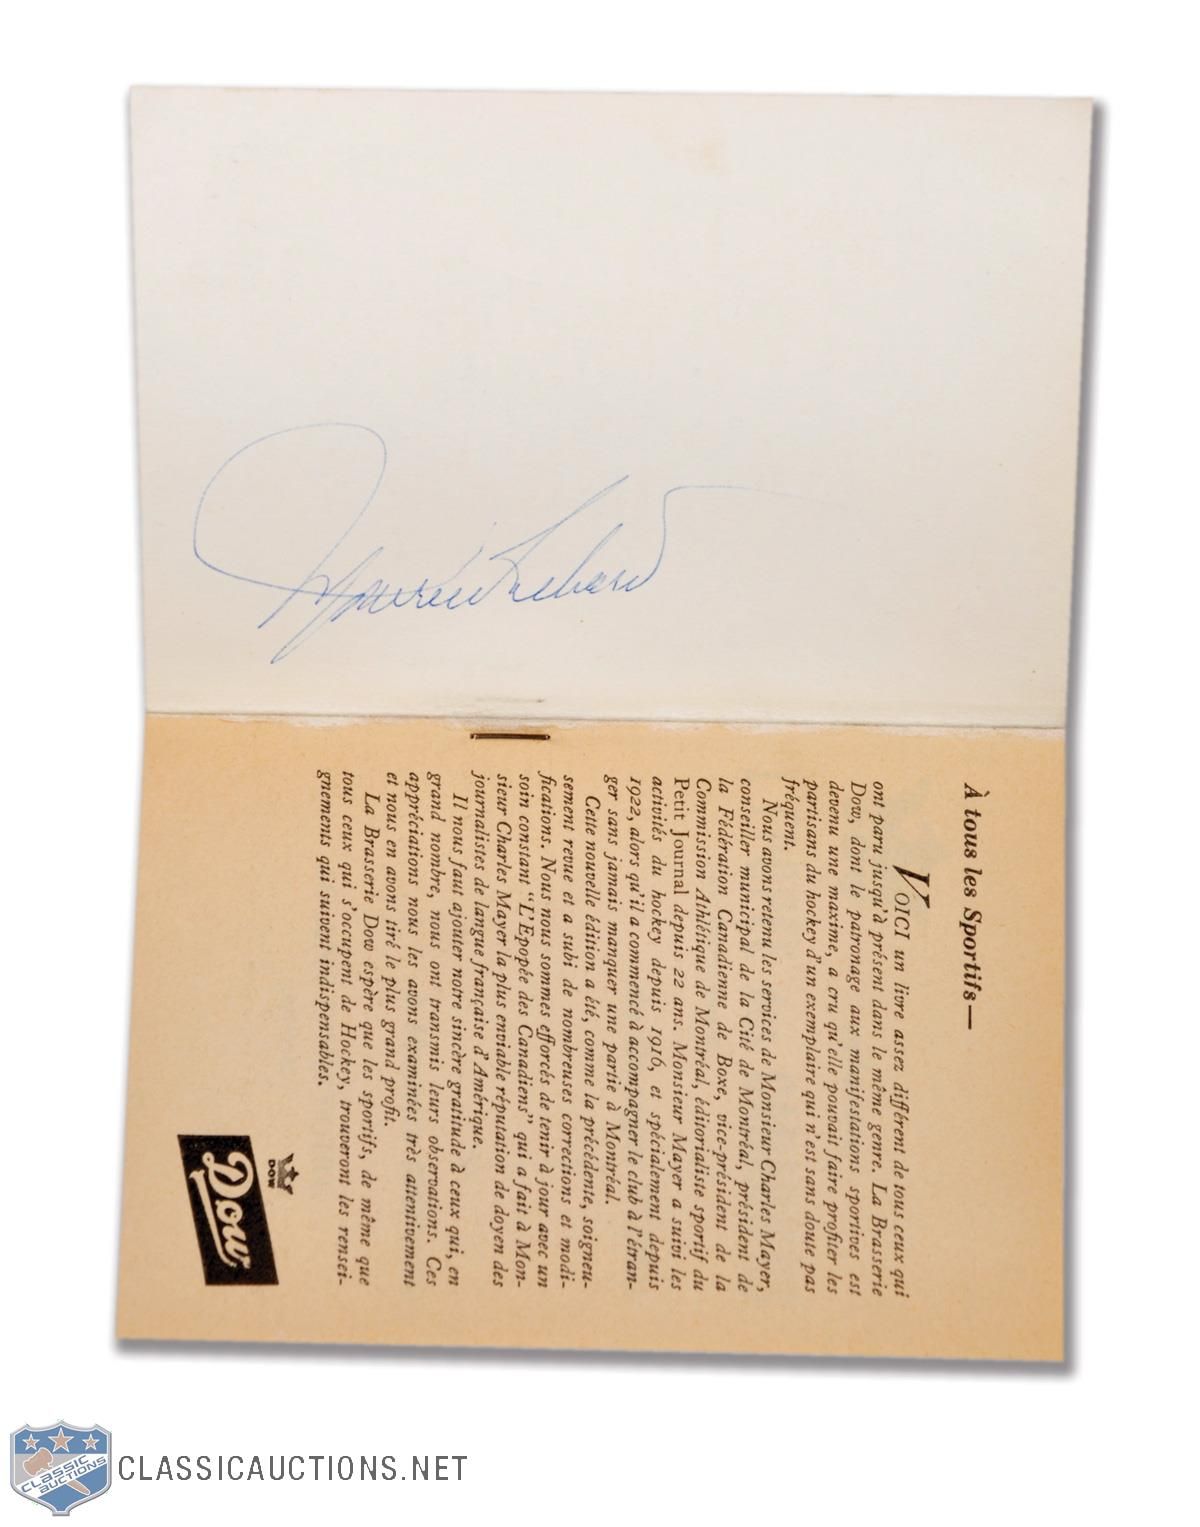 Maurice Richard
À tous les Sportifs—
VOICI un livre assez différent de tous ceux qui
ont paru jusqu'à présent dans le même genre. La Brasserie
Dow, dont le patronage aux manifestations sportives est
devenu une maxime, a cru qu'elle pouvait faire profiter les
partisans du hockey d'un exemplaire qui n'est sans doute pas
fréquent.
Nous avons retenu les services de Monsieur Charles Mayer,
conseiller municipal de la Cité de Montréal, président de
la Fédération Canadienne de Boxe, vice-président de la
Commission Athlétique de Montréal, éditorialiste sportif du
Petit Journal depuis 22 ans. Monsieur Mayer a suivi les
activités du hockey depuis 1916, et spécialement depuis
1922, alors qu'il a commencé à accompagner le club à l'étran-
ger sans jamais manquer une partie à Montréal.
Cette nouvelle édition a été, comme la précédente, soigneu-
sement revue et a subi de nombreuses corrections et modi-
fications. Nous nous sommes efforcés de tenir à jour avec un
soin constant "L'Epopée des Canadiens" qui a fait à Mon-
sieur Charles Mayer la plus enviable réputation de doyen des
journalistes de langue française d'Amérique.
Il nous faut ajouter notre sincère gratitude à ceux qui, en
grand nombre, nous ont transmis leurs observations. Ces
appréciations nous les avons examinées très attentivement
et nous en avons tiré le plus grand profit.
La Brasserie Dow espère que les sportifs, de même que
tous ceux qui s'occupent de Hockey, trouveront les rensei-
gnements qui suivent indispensables.
DOW
Dow
CLASSIC
AUCTIONS
CLASSICAUCTIONS.NET